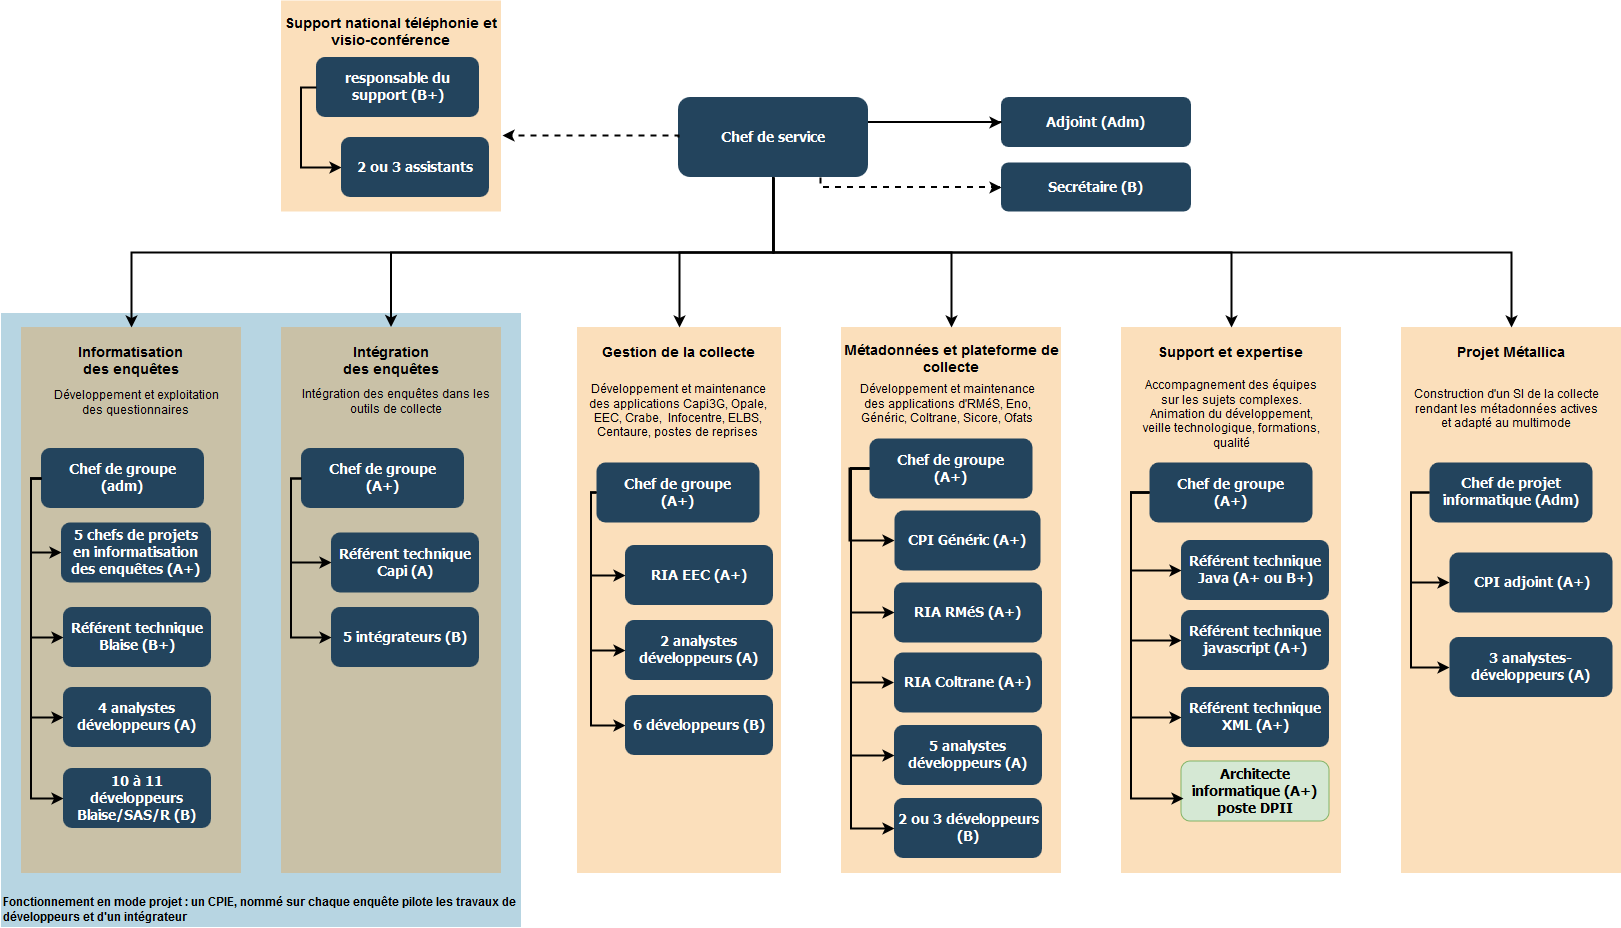 Support national téléphonie et
visio-conférence
responsable du
support (B+)
2 ou 3 assistants
Chef de service
Adjoint (Adm)
Secrétaire (B)
Informatisation
des enquêtes
Développement et exploitation
des questionnaires
Chef de groupe
(adm)
5 chefs de projets
en informatisation
des enquêtes (A+)
Référent technique
Blaise (B+)
4 analystes
développeurs (A)
10 à 11
développeurs
Blaise/SAS/R (B)
Intégration
des enquêtes
Intégration des enquêtes dans les
outils de collecte
Chef de groupe
(A+)
Référent technique
Capi (A)
5 intégrateurs (B)
Fonctionnement en mode projet : un CPIE, nommé sur chaque enquête pilote les travaux de
développeurs et d'un intégrateur
Gestion de la collecte
Développement et maintenance
des applications Capi3G, Opale,
EEC, Crabe, Infocentre, ELBS,
Centaure, postes de reprises
Chef de groupe
(A+)
RIA EEC (A+)
2 analystes
développeurs (A)
6 développeurs (B)
Métadonnées et plateforme de
collecte
Développement et maintenance
des applications d'RMéS, Eno,
Généric, Coltrane, Sicore, Ofats
Chef de groupe
(A+)
CPI Généric (A+)
RIA RMéS (A+)
RIA Coltrane (A+)
5 analystes
développeurs (A)
2 ou 3 développeurs
(B)
Support et expertise
Accompagnement des équipes
sur les sujets complexes.
Animation du développement,
veille technologique, formations,
qualité
Chef de groupe
(A+)
Référent technique
Java (A+ ou B+)
Référent technique
javascript (A+)
Référent technique
XML (A+)
Architecte
informatique (A+)
poste DPII
Projet Métallica
Construction d'un SI de la collecte
rendant les métadonnées actives
et adapté au multimode
Chef de projet
informatique (Adm)
CPI adjoint (A+)
3 analystes-
développeurs (A)